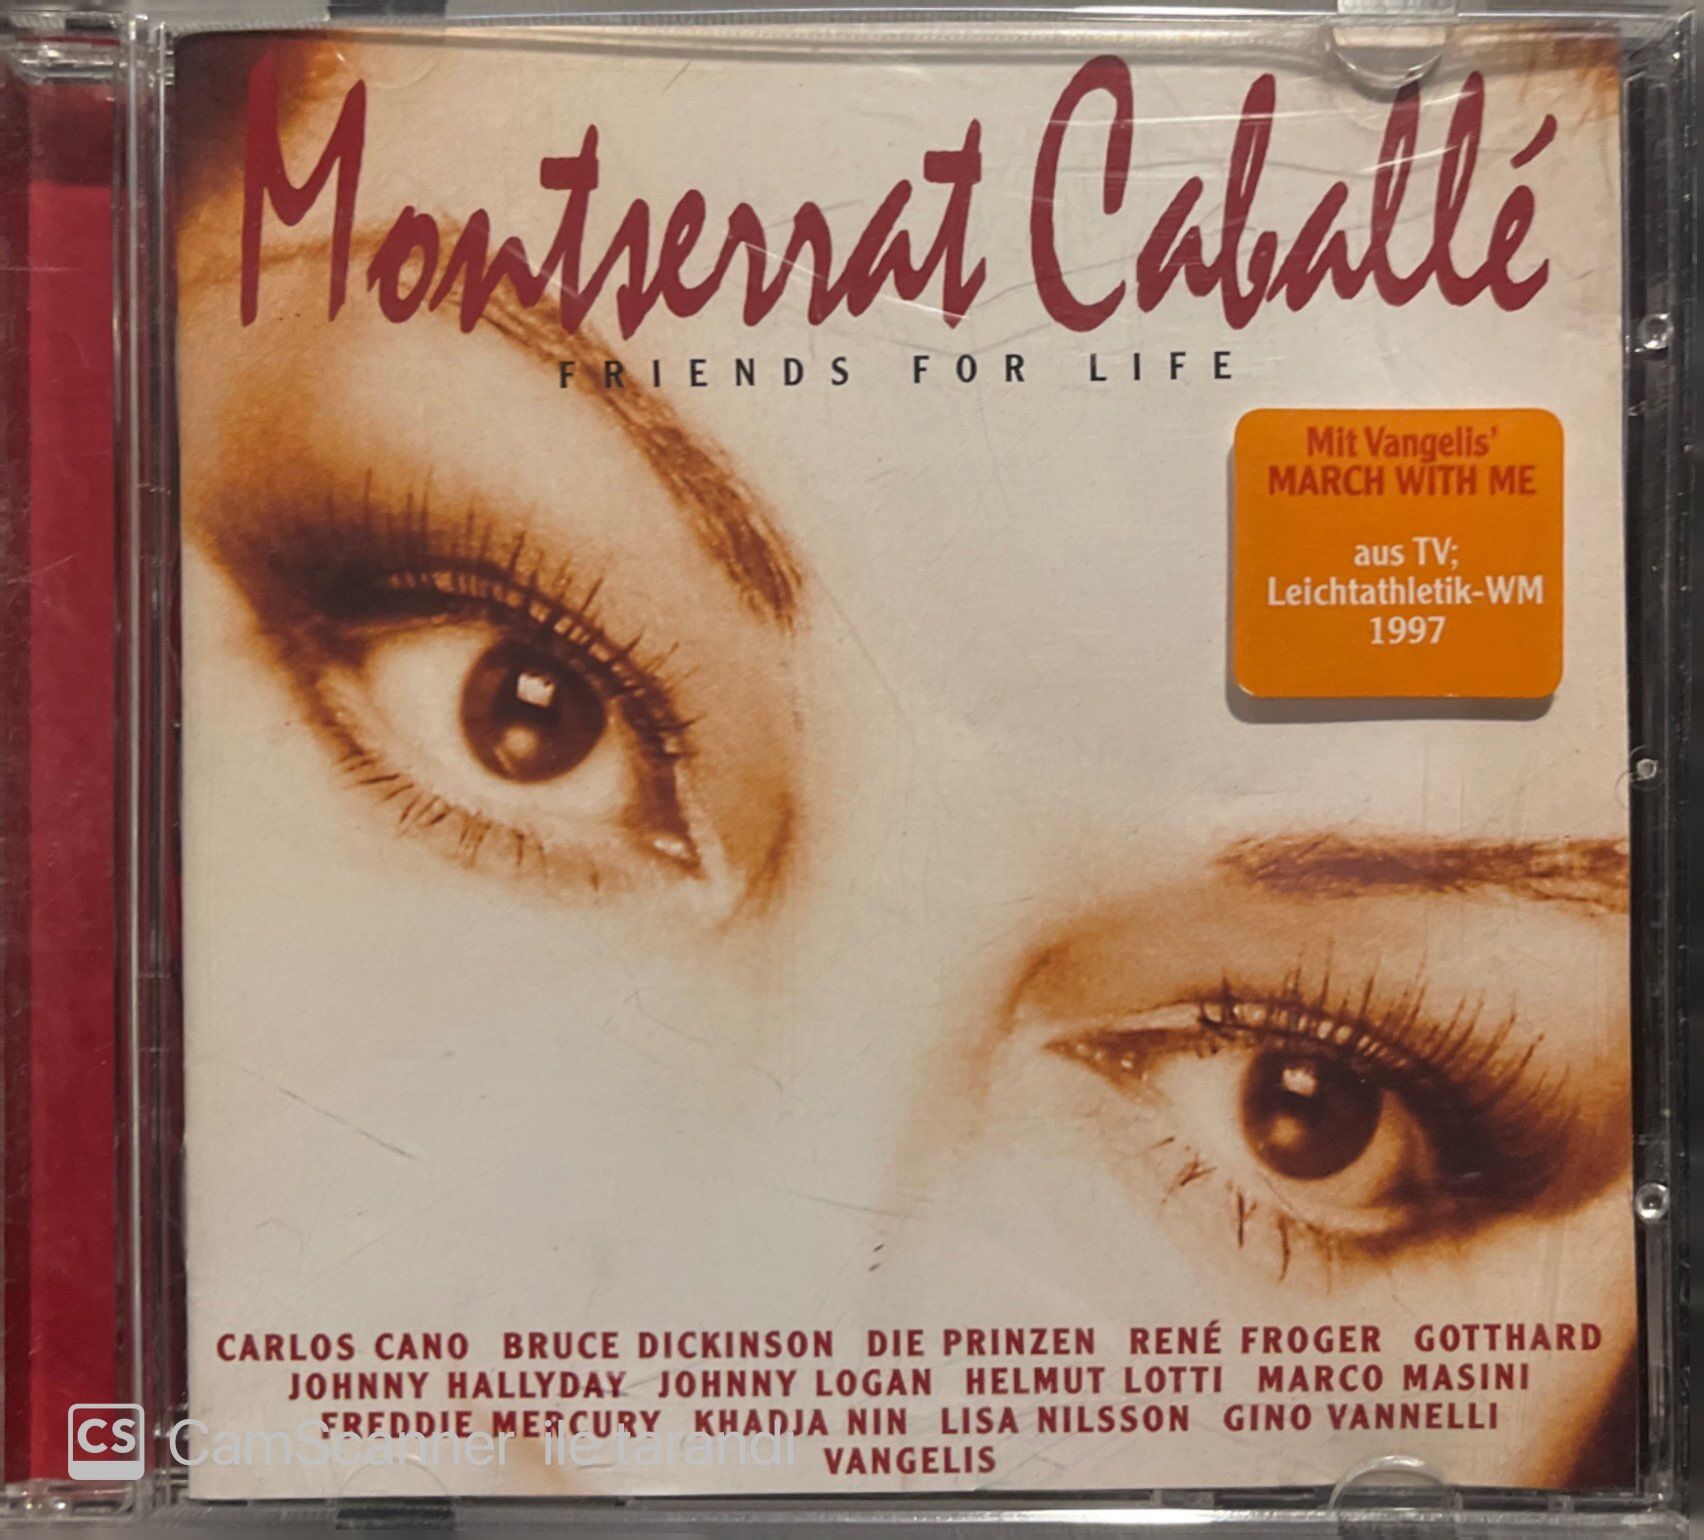 Montserrat Caballé
FRIENDS FOR LIFE
Mit Vangelis'
MARCH WITH ME
aus TV;
Leichtathletik-WM
1997
CARLOS CANO BRUCE DICKINSON DIE PRINZEN RENÉ FROGER GOTTHARD
JOHNNY HALLYDAY JOHNNY LOGAN HELMUT LOTTI MARCO MASINI
FREDDIE MERCURY KHADJA NIN LISA NILSSON GINO VANNELLI
VANGELIS
CS CamScanner ile tarandı